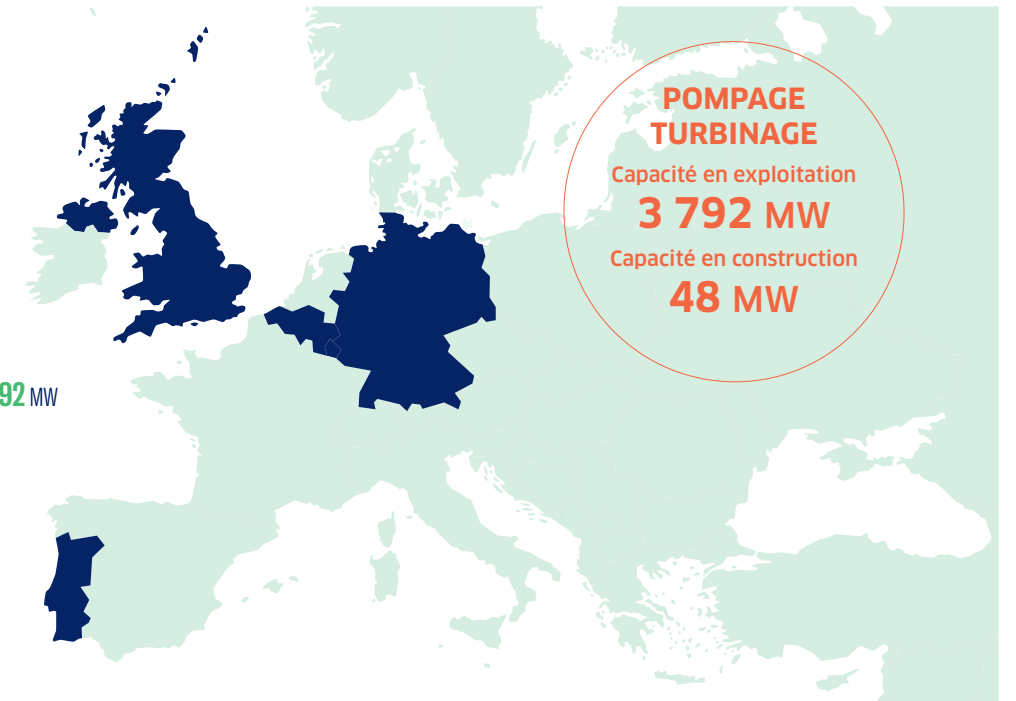 POMPAGE
TURBINAGE
Capacité en exploitation
3 792 MW
Capacité en construction
48 MW
92 MW